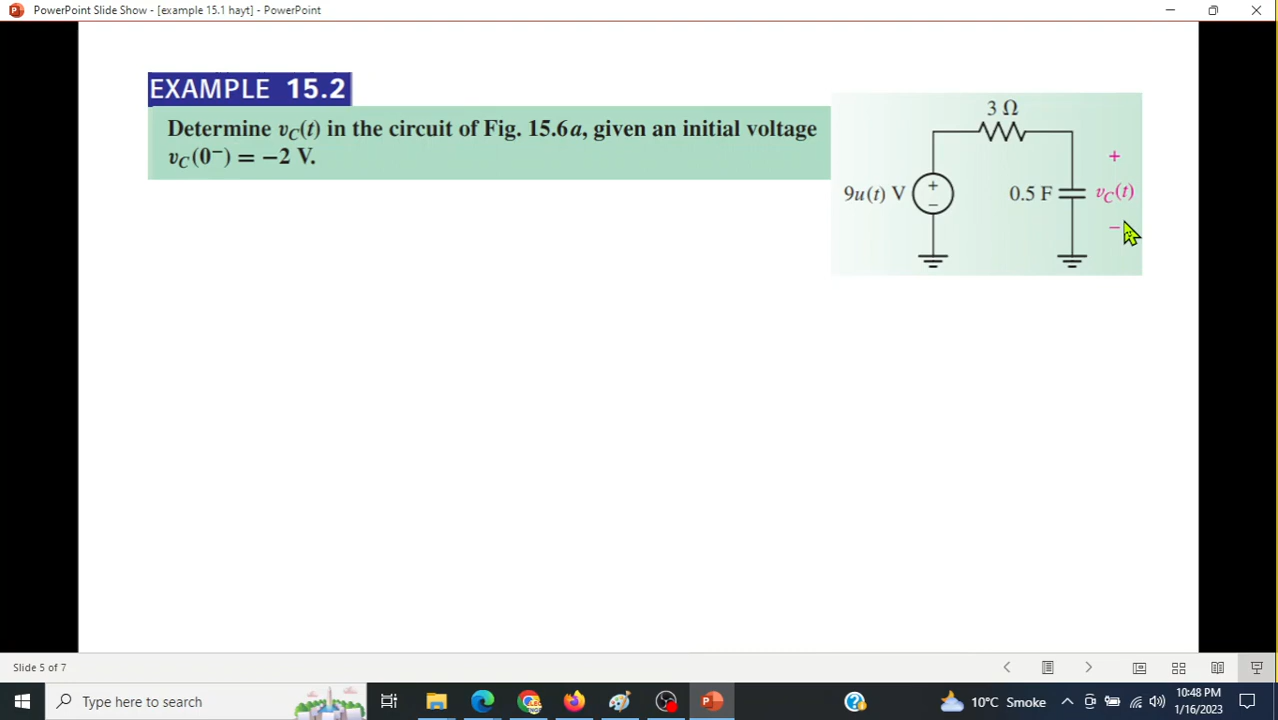 PowerPoint Slide Show - [example 15.1 hayt] - PowerPoint
EXAMPLE 15.2
Determine v_C(t) in the circuit of Fig. 15.6a, given an initial voltage
v_C(0⁻) = −2 V.
3 Ω
+
9u(t) V
+
−
0.5 F
v_C(t)
−
Slide 5 of 7
Type here to search
10°C Smoke
10:48 PM
1/16/2023